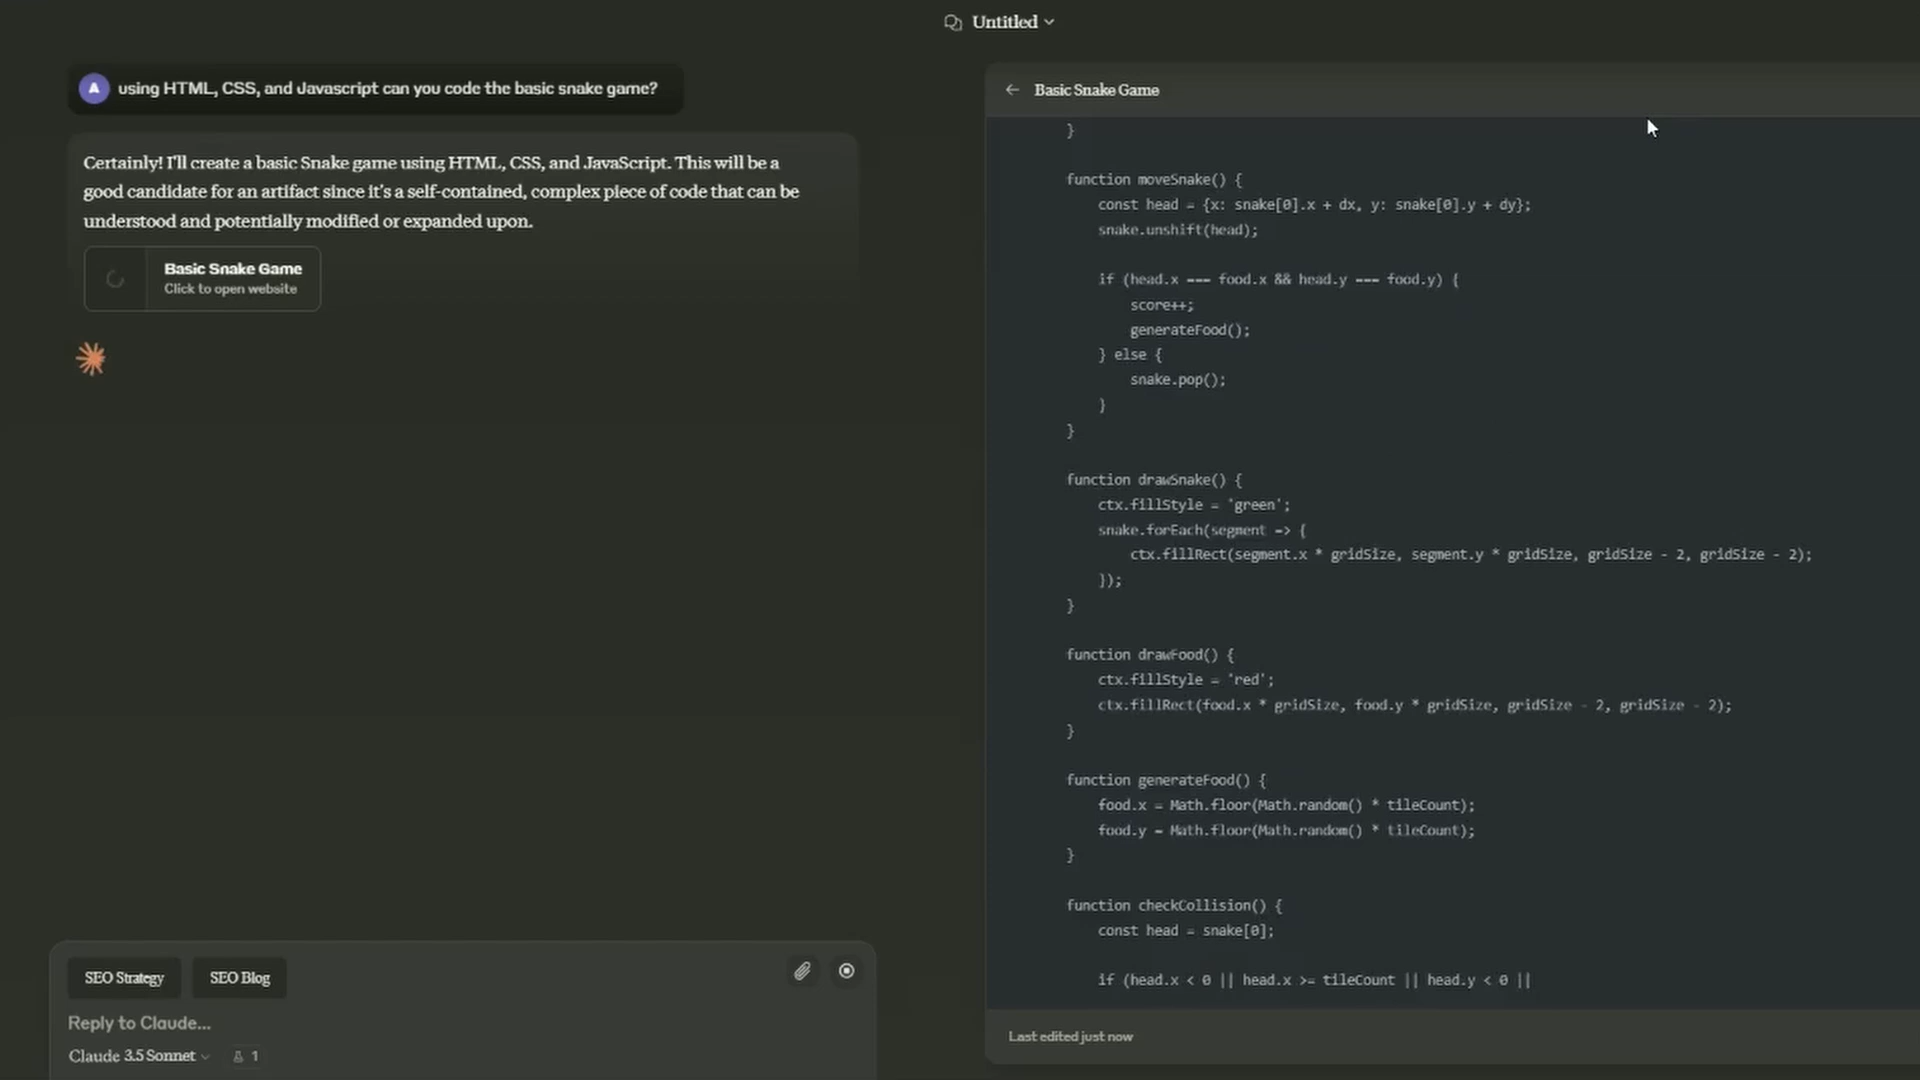 Untitled
A
using HTML, CSS, and Javascript can you code the basic snake game?
Certainly! I'll create a basic Snake game using HTML, CSS, and JavaScript. This will be a
good candidate for an artifact since it's a self-contained, complex piece of code that can be
understood and potentially modified or expanded upon.
Basic Snake Game
Click to open website
SEO Strategy
SEO Blog
Reply to Claude...
Claude 3.5 Sonnet
1
Basic Snake Game
}
function moveSnake() {
const head = {x: snake[0].x + dx, y: snake[0].y + dy};
snake.unshift(head);
if (head.x === food.x && head.y === food.y) {
score++;
generateFood();
} else {
snake.pop();
}
}
function drawSnake() {
ctx.fillStyle = 'green';
snake.forEach(segment => {
ctx.fillRect(segment.x * gridSize, segment.y * gridSize, gridSize - 2, gridSize - 2);
});
}
function drawFood() {
ctx.fillStyle = 'red';
ctx.fillRect(food.x * gridSize, food.y * gridSize, gridSize - 2, gridSize - 2);
}
function generateFood() {
food.x = Math.floor(Math.random() * tileCount);
food.y = Math.floor(Math.random() * tileCount);
}
function checkCollision() {
const head = snake[0];
if (head.x < 0 || head.x >= tileCount || head.y < 0 ||
Last edited just now